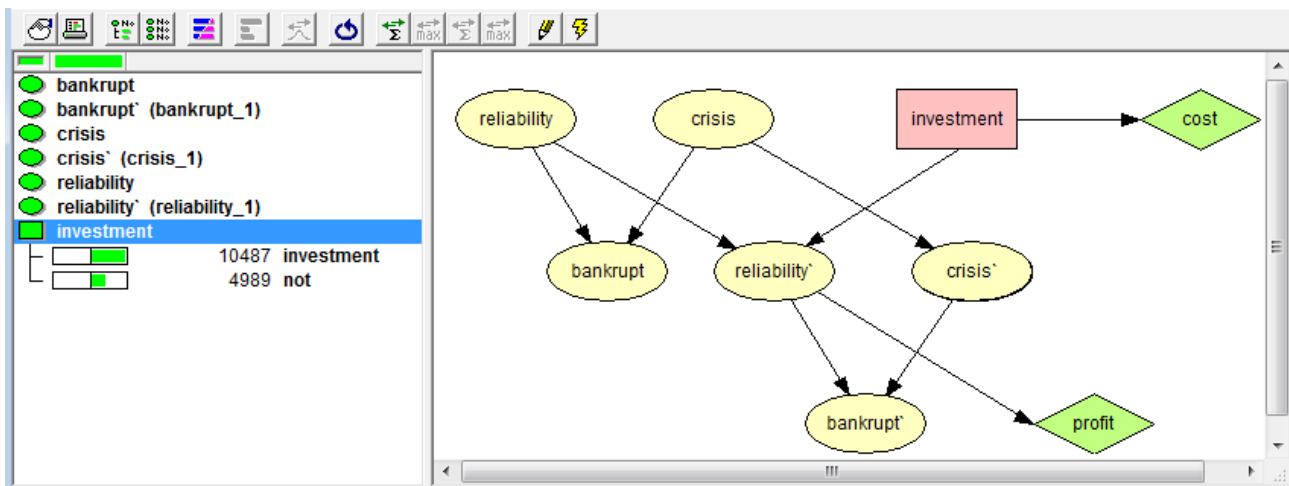 Σ max Σ max
bankrupt
bankrupt` (bankrupt_1)
crisis
crisis` (crisis_1)
reliability
reliability` (reliability_1)
investment
10487 investment
4989 not
reliability crisis investment cost
bankrupt reliability` crisis`
bankrupt` profit